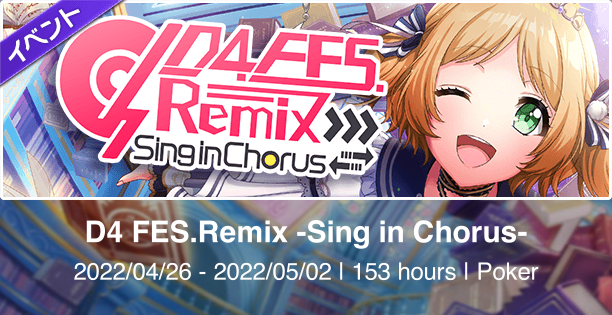 イベント
D4 FES.
Remix
Sing in Chorus
D4 FES.Remix -Sing in Chorus-
2022/04/26 - 2022/05/02 | 153 hours | Poker